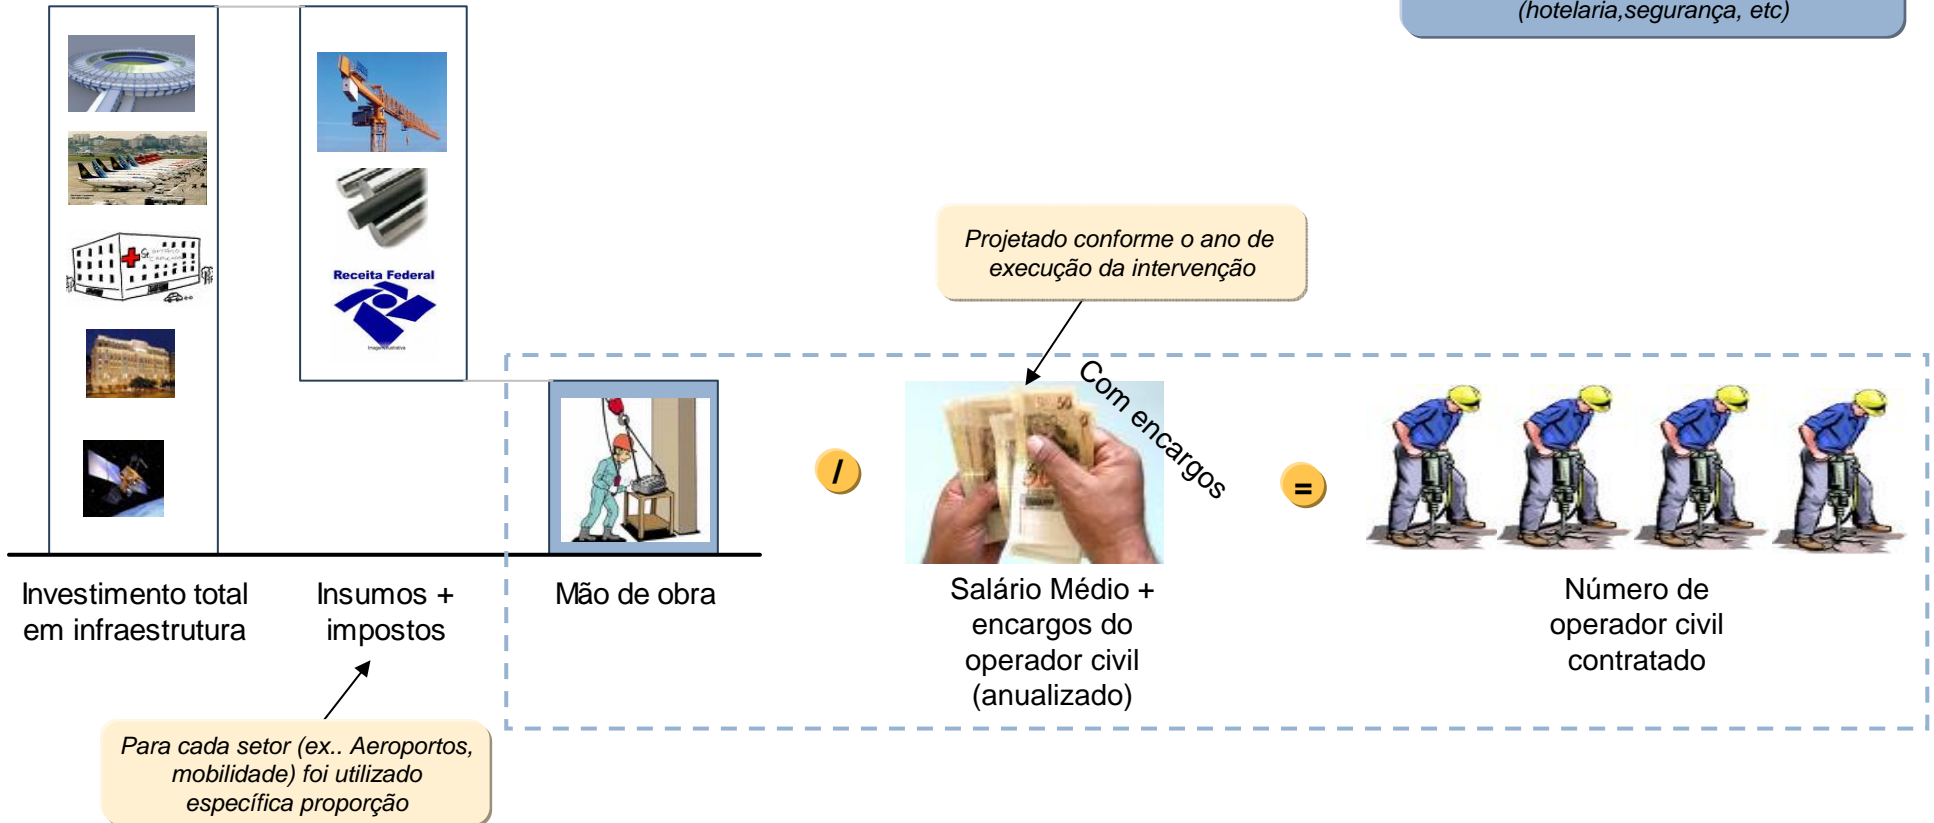 (hotelaria,segurança, etc)
Receita Federal
Projetado conforme o ano de
execução da intervenção
Com encargos
/
=
Investimento total
em infraestrutura
Insumos +
impostos
Mão de obra
Salário Médio +
encargos do
operador civil
(anualizado)
Número de
operador civil
contratado
Para cada setor (ex.. Aeroportos,
mobilidade) foi utilizado
específica proporção